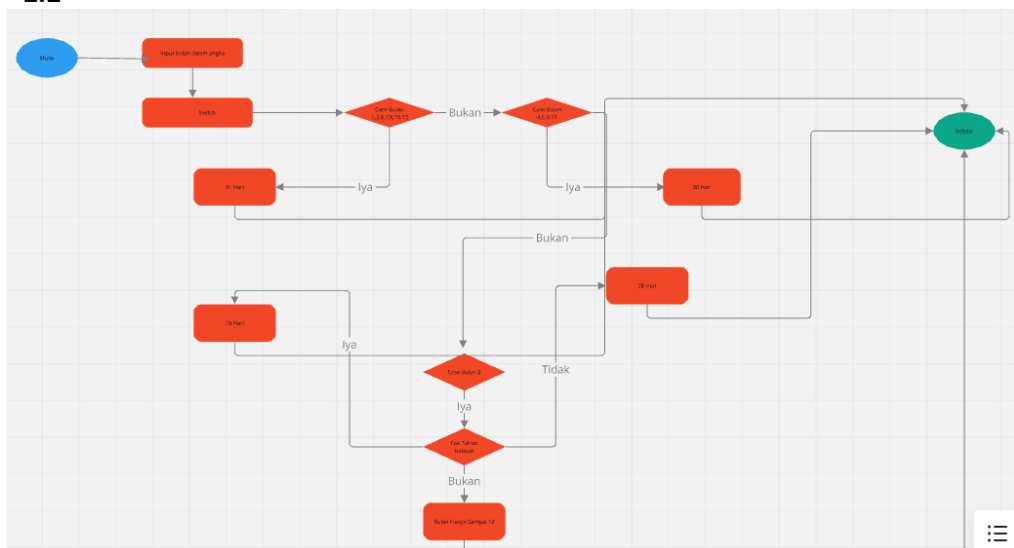 Mulai
Input bulan dalam angka
Switch
Case Bulan
1,3,5,7,8,10,12
Bukan
Case Bulan
4,6,9,11
Selesai
31 Hari
Iya
Iya
30 Hari
Bukan
28 Hari
29 Hari
Iya
Tidak
Case Bulan 2
Iya
Cek Tahun
Kabisat
Bukan
Bulan Hanya Sampai 12